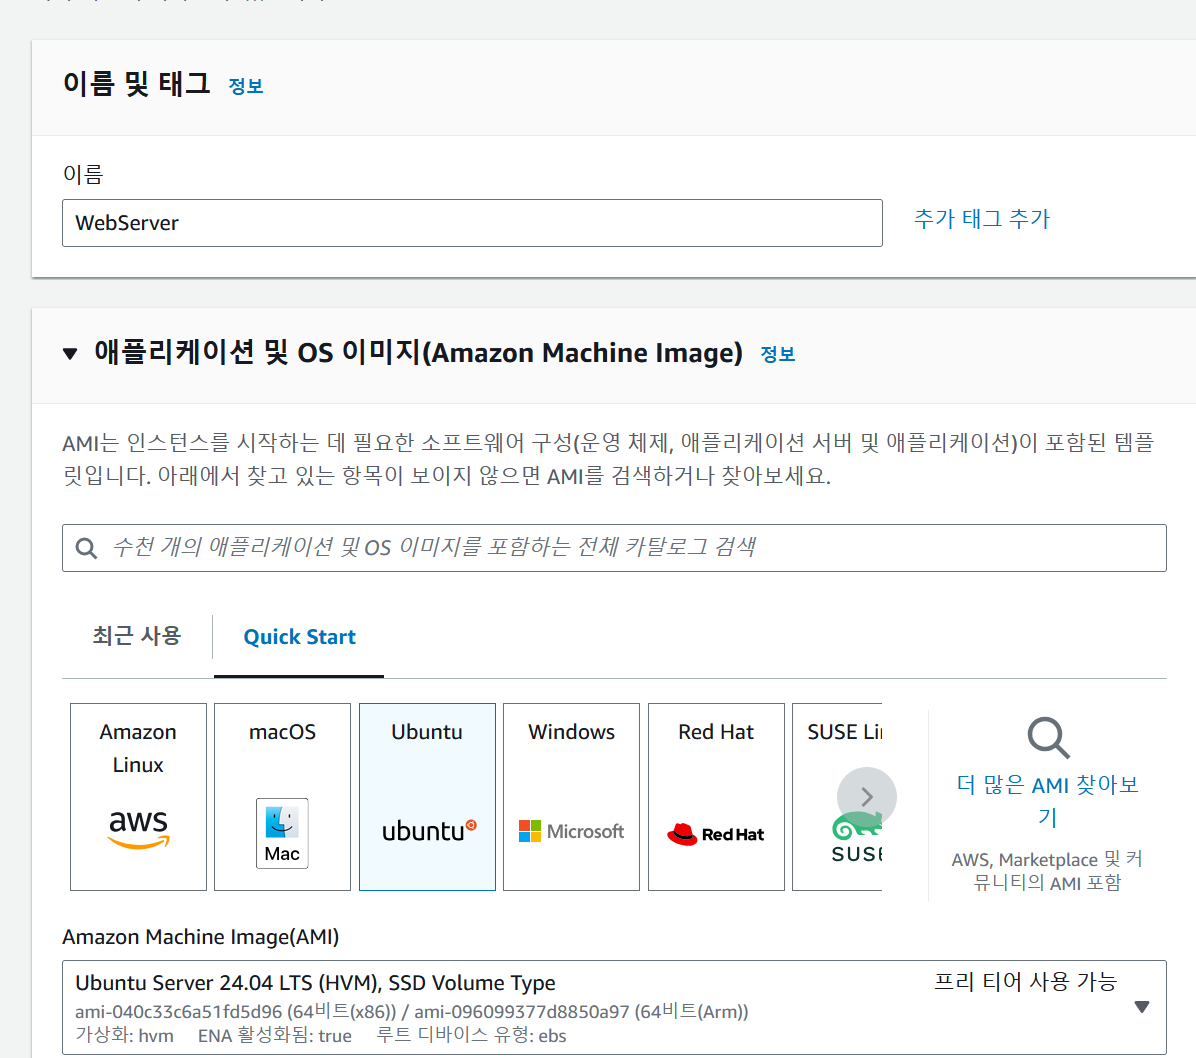 이름 및 태그 정보
이름
WebServer
추가 태그 추가
애플리케이션 및 OS 이미지(Amazon Machine Image) 정보
AMI는 인스턴스를 시작하는 데 필요한 소프트웨어 구성(운영 체제, 애플리케이션 서버 및 애플리케이션)이 포함된 템플
릿입니다. 아래에서 찾고 있는 항목이 보이지 않으면 AMI를 검색하거나 찾아보세요.
수천 개의 애플리케이션 및 OS 이미지를 포함하는 전체 카탈로그 검색
최근 사용
Quick Start
Amazon
Linux
aws
macOS
Mac
Ubuntu
ubuntu
Windows
Microsoft
Red Hat
Red Hat
SUSE Li
SUSE
더 많은 AMI 찾아보
기
AWS, Marketplace 및 커
뮤니티의 AMI 포함
Amazon Machine Image(AMI)
Ubuntu Server 24.04 LTS (HVM), SSD Volume Type
프리 티어 사용 가능
ami-040c33c6a51fd5d96 (64비트(x86)) / ami-096099377d8850a97 (64비트(Arm))
가상화: hvm ENA 활성화됨: true 루트 디바이스 유형: ebs